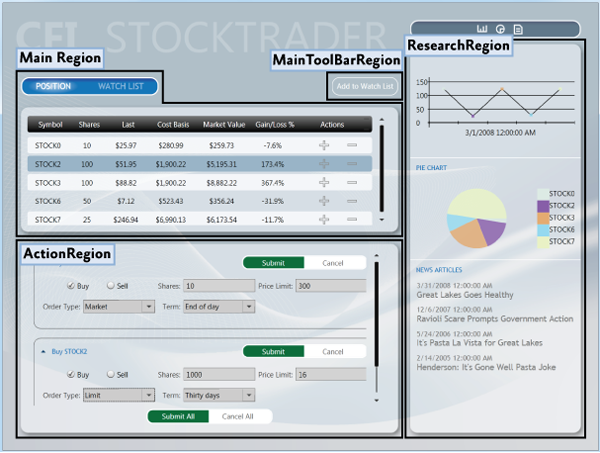 CFI STOCKTRADER
Main Region
MainToolBarRegion
ResearchRegion
POSITION WATCH LIST
Add to Watch List
Symbol Shares Last Cost Basis Market Value Gain/Loss % Actions
STOCK0 10 $25.97 $280.99 $259.73 -7.6%
STOCK2 100 $51.95 $1,900.22 $5,195.31 173.4%
STOCK3 100 $88.82 $1,900.22 $8,882.22 367.4%
STOCK6 50 $7.12 $523.43 $356.24 -31.9%
STOCK7 25 $246.94 $6,990.13 $6,173.54 -11.7%
ActionRegion
Submit Cancel
Buy Sell Shares: 10 Price Limit: 300
Order Type: Market Term: End of day
Buy STOCK2 Submit Cancel
Buy Sell Shares: 1000 Price Limit: 16
Order Type: Limit Term: Thirty days
Submit All Cancel All
150
100
50
0
3/1/2008 12:00:00 AM
PIE CHART
STOCK0
STOCK2
STOCK3
STOCK6
STOCK7
NEWS ARTICLES
3/31/2008 12:00:00 AM
Great Lakes Goes Healthy
12/6/2007 12:00:00 AM
Ravioli Scare Prompts Government Action
5/24/2006 12:00:00 AM
It's Pasta La Vista for Great Lakes
2/14/2005 12:00:00 AM
Henderson: It's Gone Well Pasta Joke